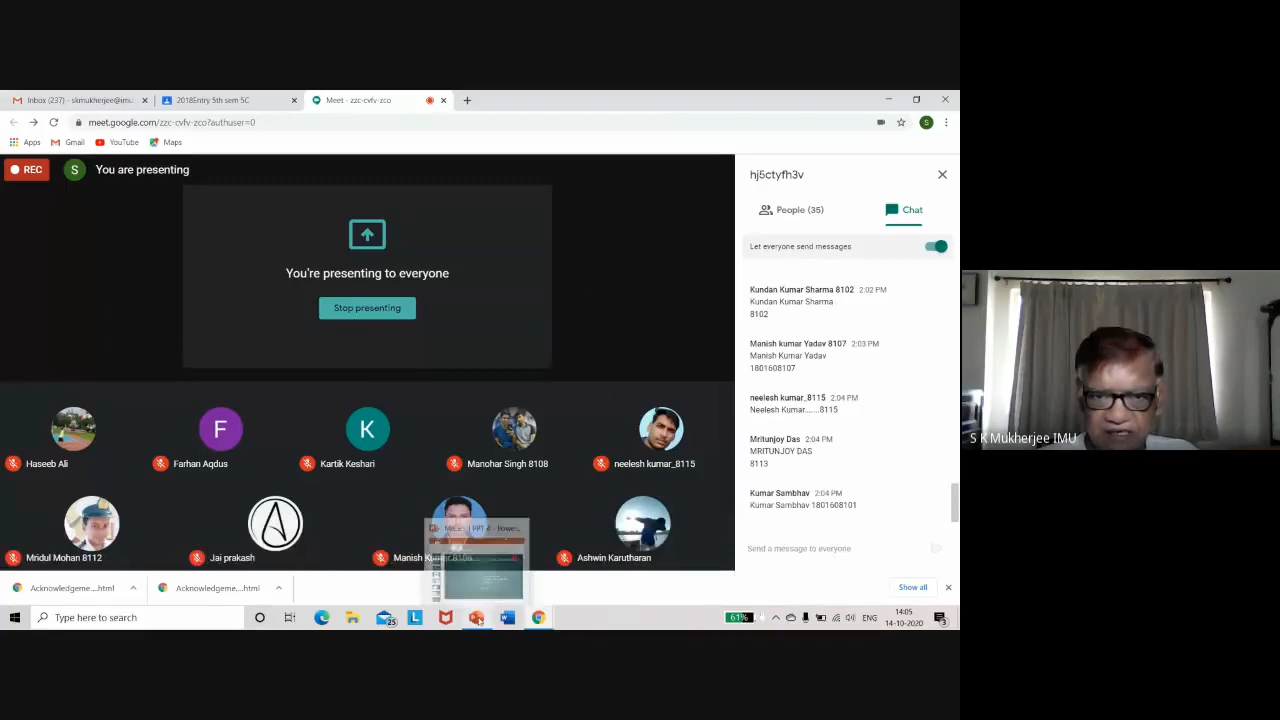 Inbox (237) - skmukherjee@imu
2018Entry 5th sem 5C
Meet - zzc-cvfv-zco
meet.google.com/zzc-cvfv-zco?authuser=0
Apps
Gmail
YouTube
Maps
REC
S
You are presenting
You're presenting to everyone
Stop presenting
Haseeb Ali
F
Farhan Aqdus
K
Kartik Keshari
Manohar Singh 8108
neelesh kumar_8115
Mridul Mohan 8112
Jai prakash
Manish
Ashwin Karutharan
hj5ctyfh3v
People (35)
Chat
Let everyone send messages
Kundan Kumar Sharma 8102 2:02 PM
Kundan Kumar Sharma
8102
Manish kumar Yadav 8107 2:03 PM
Manish Kumar Yadav
1801608107
neelesh kumar_8115 2:04 PM
Neelesh Kumar.......8115
Mritunjoy Das 2:04 PM
MRITUNJOY DAS
8113
Kumar Sambhav 2:04 PM
Kumar Sambhav 1801608101
Send a message to everyone
Acknowledgeme....html
Acknowledgeme....html
Show all
Type here to search
25
61%
ENG
14:05
14-10-2020
3
S K Mukherjee IMU